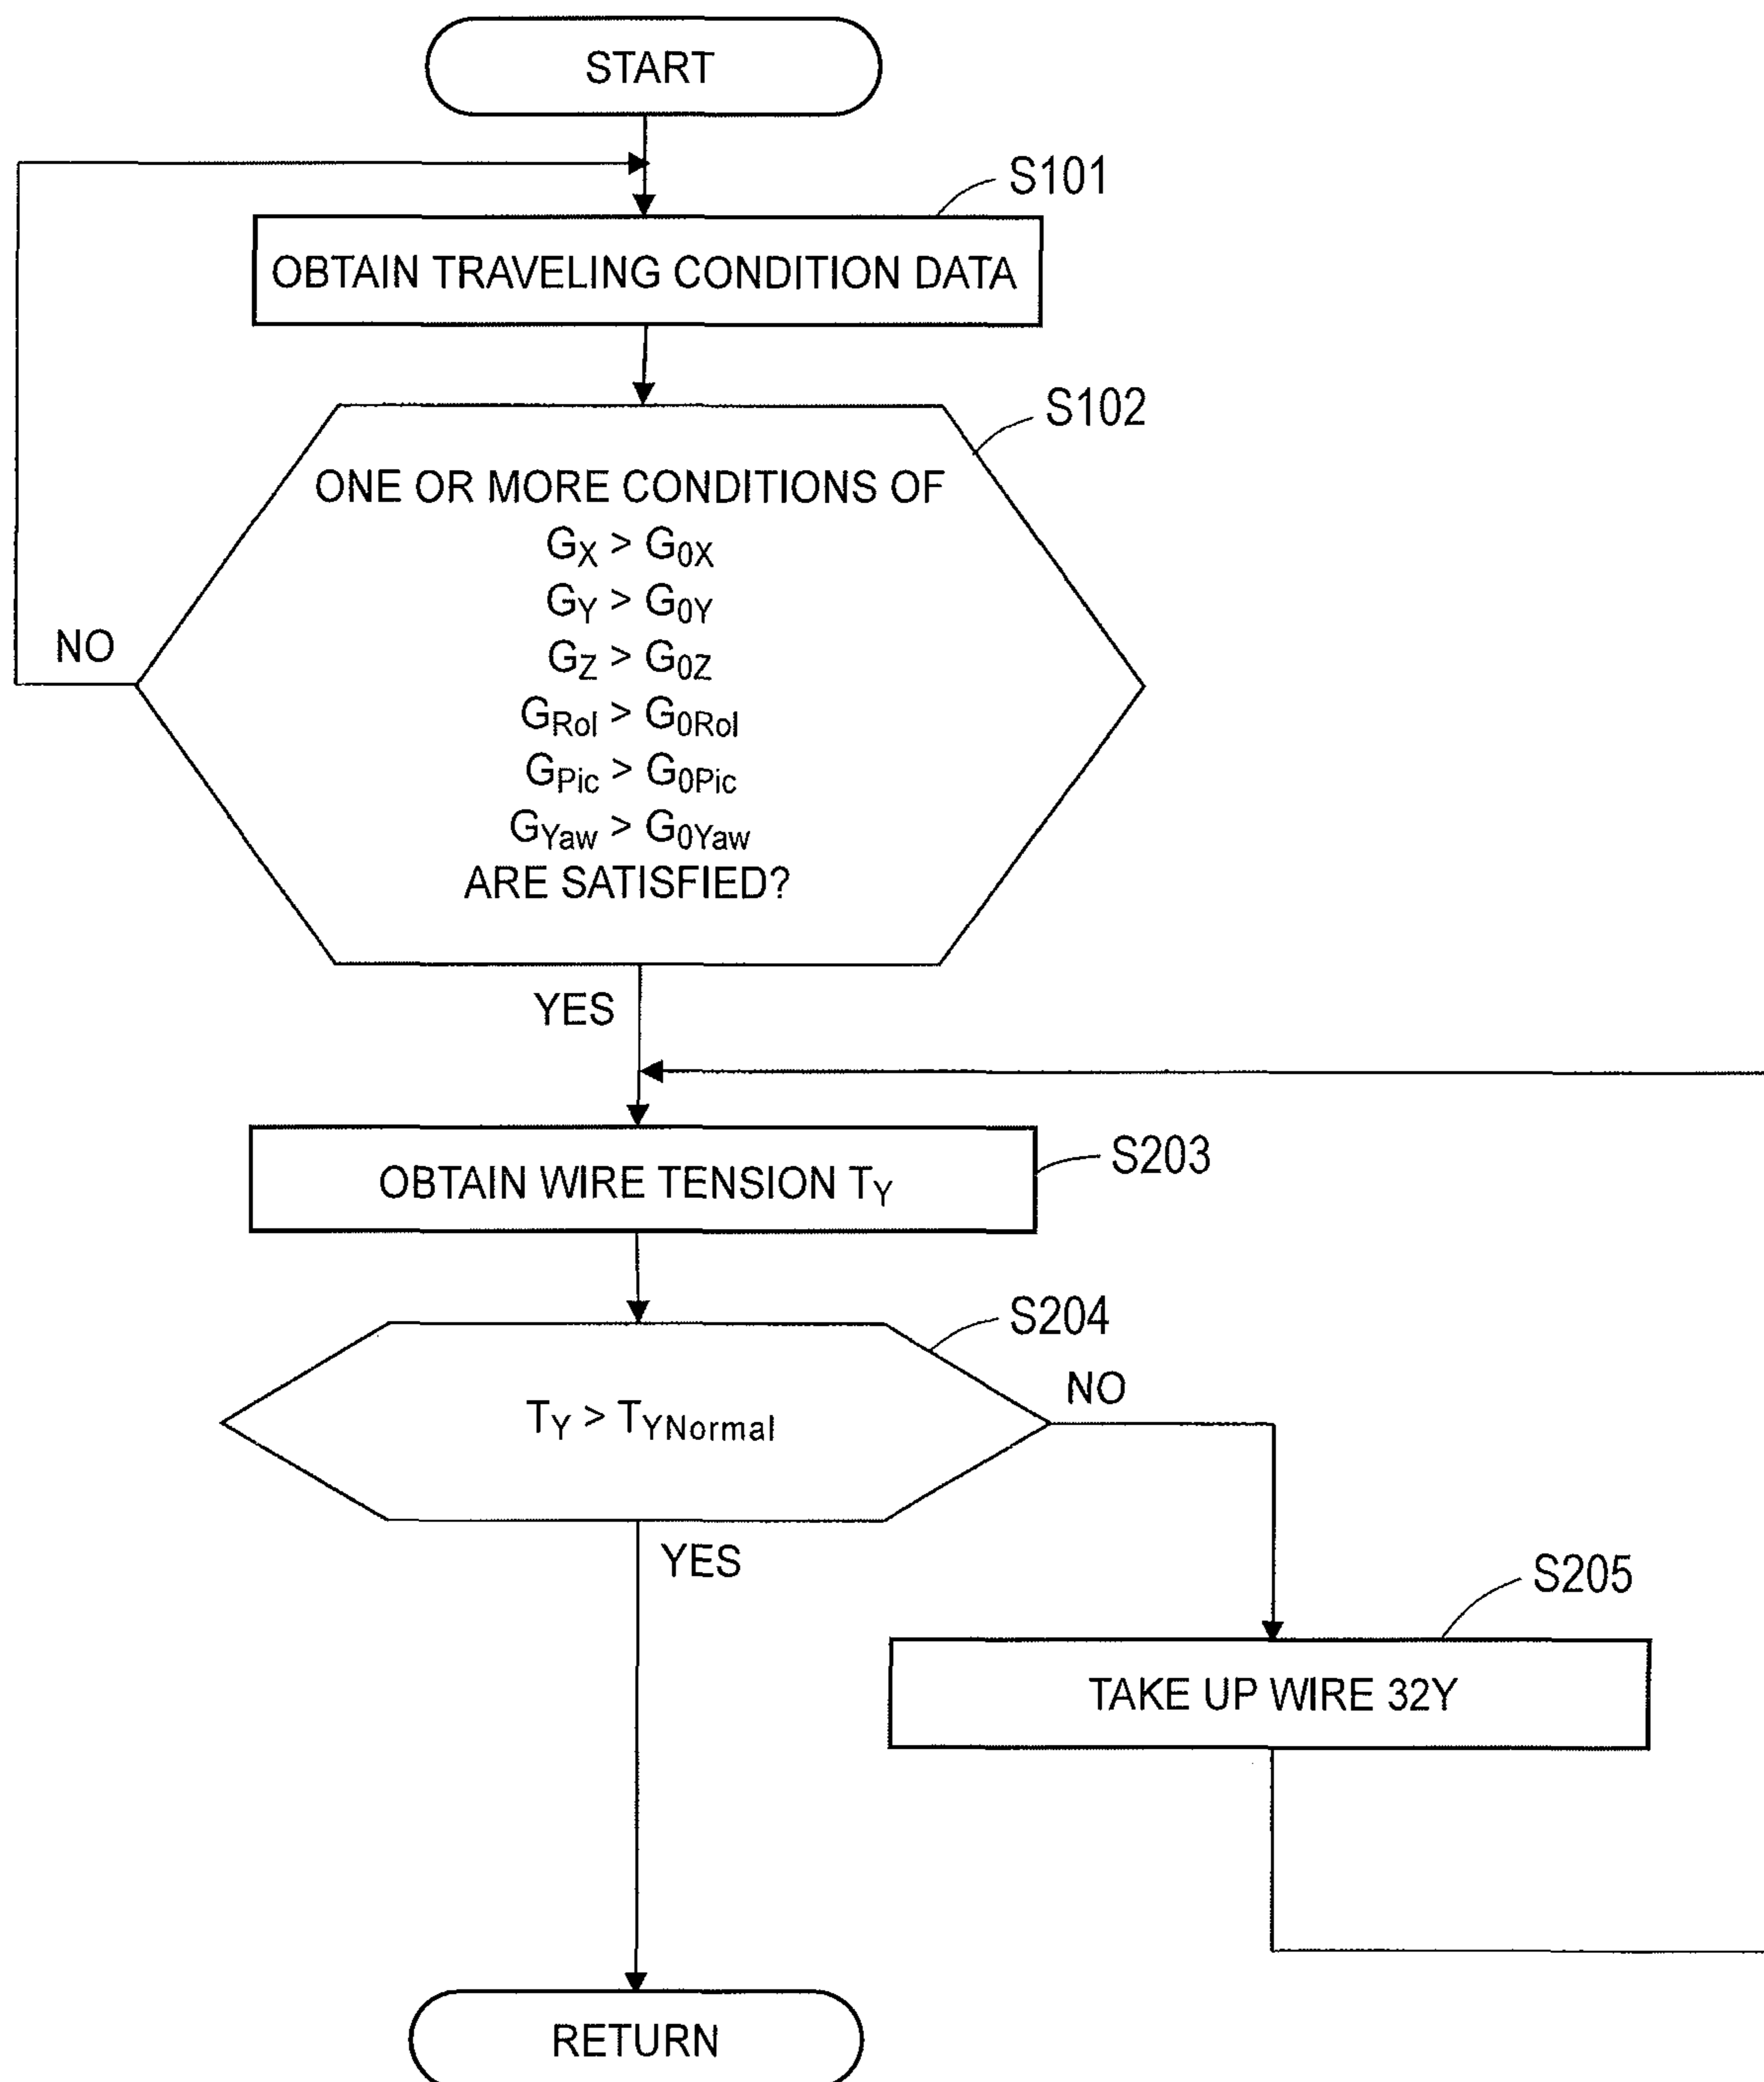 START
S101
OBTAIN TRAVELING CONDITION DATA
S102
ONE OR MORE CONDITIONS OF
GX > G0X
GY > G0Y
GZ > G0Z
GRol > G0Rol
GPic > G0Pic
GYaw > G0Yaw
ARE SATISFIED?
NO
YES
S203
OBTAIN WIRE TENSION TY
S204
TY > TYNormal
NO
YES
S205
TAKE UP WIRE 32Y
RETURN